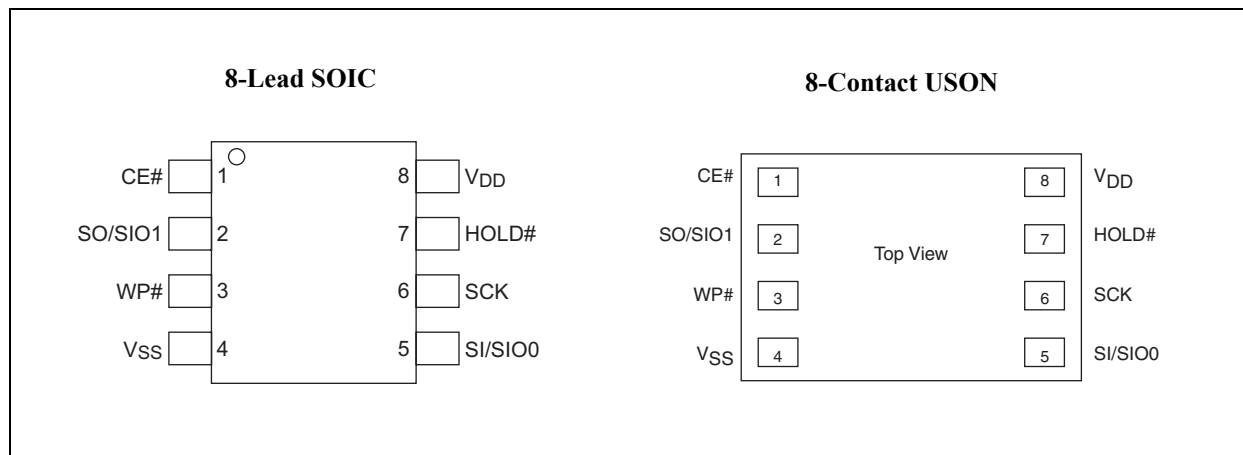 8-Lead SOIC
CE# 1 8 VDD
SO/SIO1 2 7 HOLD#
WP# 3 6 SCK
VSS 4 5 SI/SIO0
8-Contact USON
CE# 1 8 VDD
SO/SIO1 2 Top View 7 HOLD#
WP# 3 6 SCK
VSS 4 5 SI/SIO0